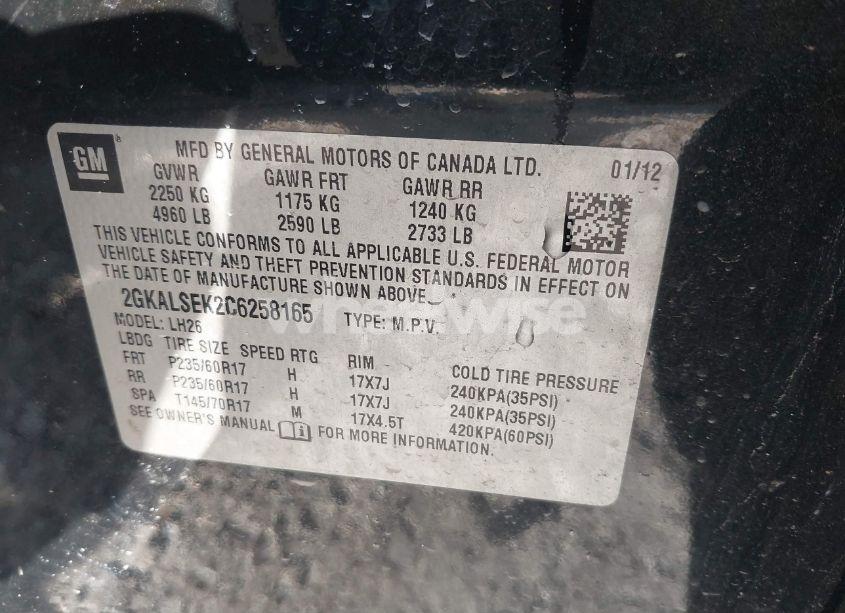 GM
MFD BY GENERAL MOTORS OF CANADA LTD. 01/12
GVWR GAWR FRT GAWR RR
2250 KG 1175 KG 1240 KG
4960 LB 2590 LB 2733 LB
THIS VEHICLE CONFORMS TO ALL APPLICABLE U.S. FEDERAL MOTOR
VEHICLE SAFETY AND THEFT PREVENTION STANDARDS IN EFFECT ON
THE DATE OF MANUFACTURE SHOWN ABOVE.
2GKALSEK2C6258165 TYPE: M.P.V.
MODEL: LH26
LBDG TIRE SIZE SPEED RTG RIM COLD TIRE PRESSURE
FRT P235/60R17 H 17X7J 240KPA(35PSI)
RR P235/60R17 H 17X7J 240KPA(35PSI)
SPA T145/70R17 M 17X4.5T 420KPA(60PSI)
SEE OWNER'S MANUAL FOR MORE INFORMATION.